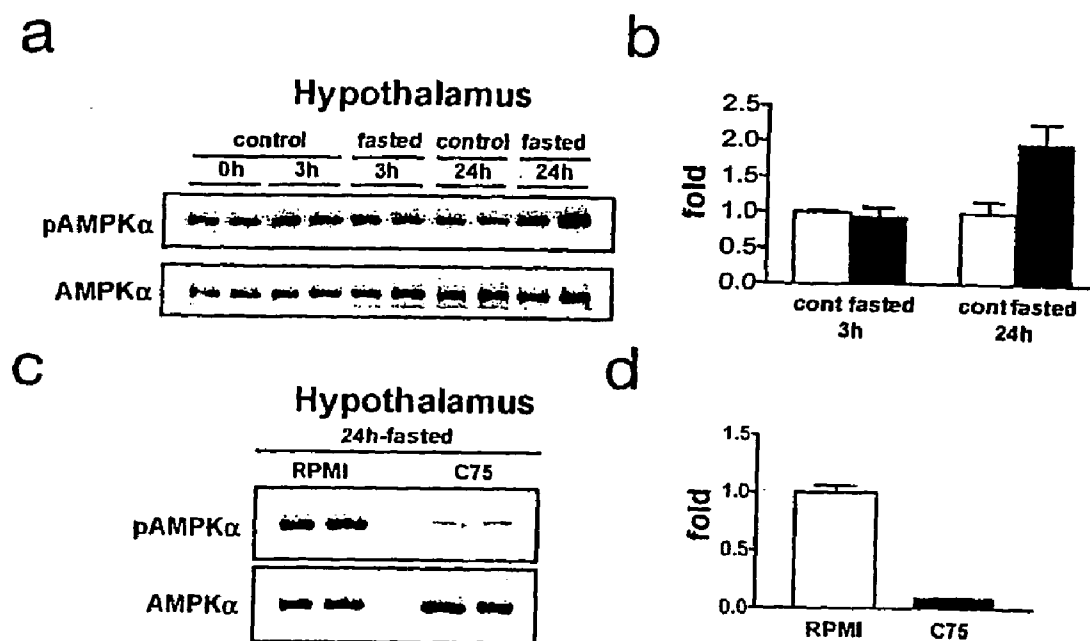 a
Hypothalamus
control fasted control fasted
0h 3h 3h 24h 24h
pAMPKα
AMPKα
b
fold
2.5
2.0
1.5
1.0
0.5
0.0
cont fasted cont fasted
3h 24h
c
Hypothalamus
24h-fasted
RPMI C75
pAMPKα
AMPKα
d
fold
1.5
1.0
0.5
0.0
RPMI C75